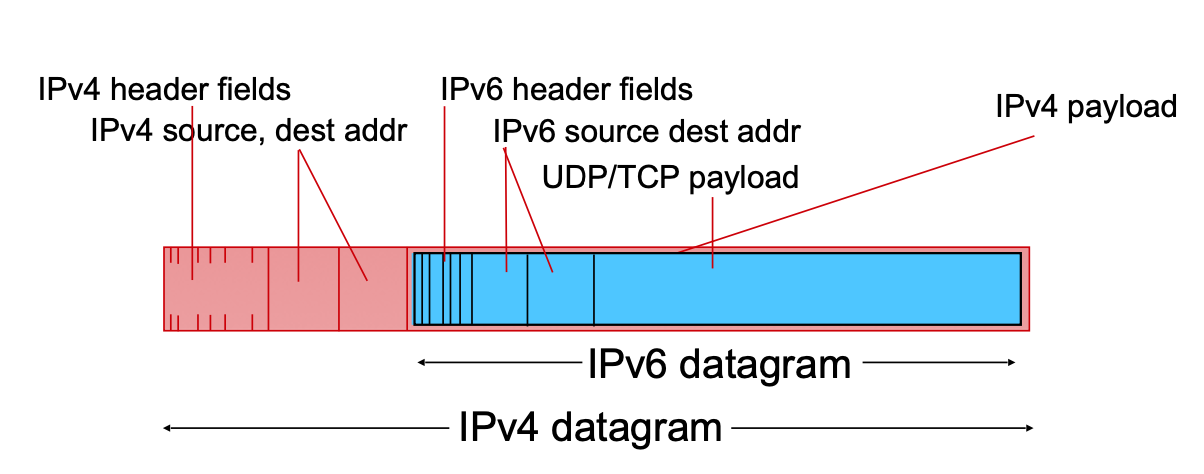 IPv4 header fields
IPv4 source, dest addr
IPv6 header fields
IPv6 source dest addr
UDP/TCP payload
IPv4 payload
IPv6 datagram
IPv4 datagram